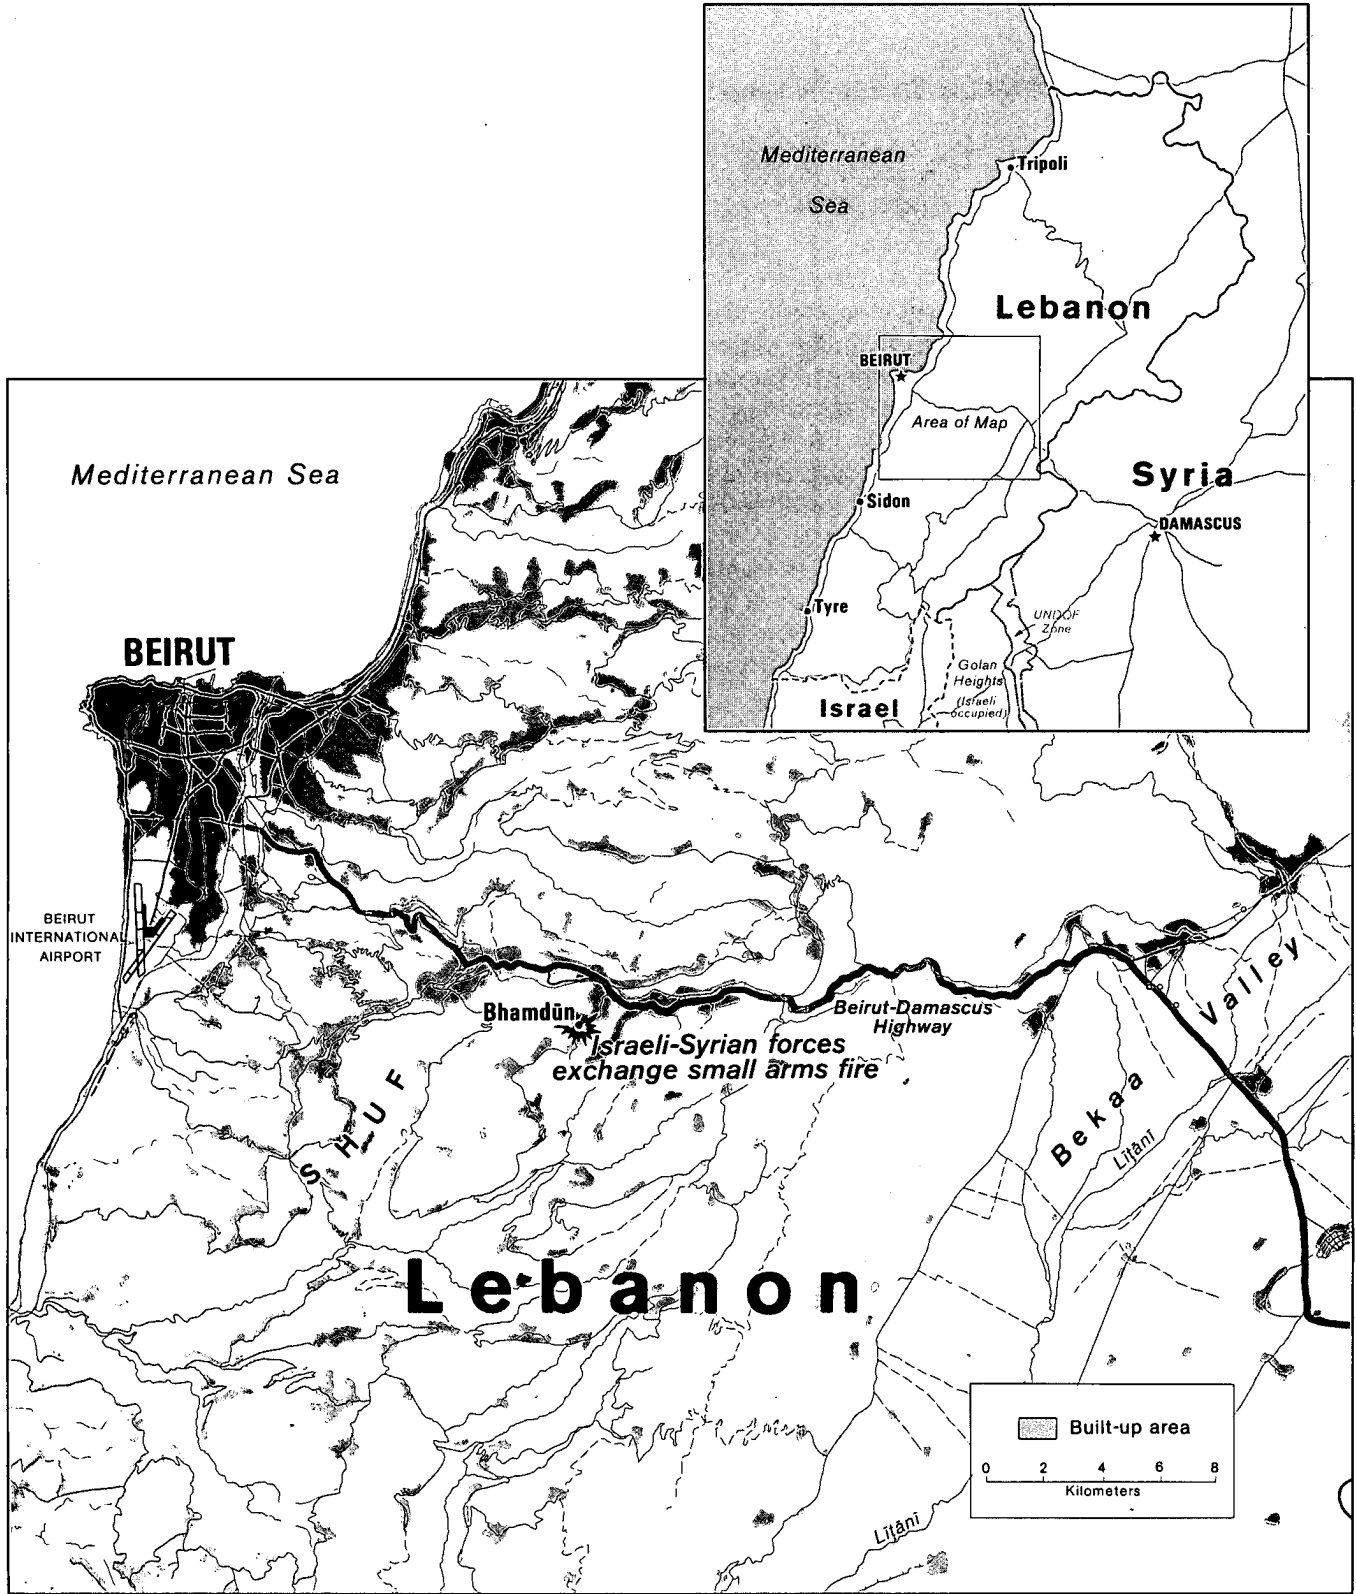 Mediterranean
Sea
Tripoli
Lebanon
BEIRUT
Area of Map
Syria
Sidon
DAMASCUS
Tyre
UNDOF
Zone
Golan
Heights
(Israeli
occupied)
Israel
Mediterranean Sea
BEIRUT
BEIRUT
INTERNATIONAL
AIRPORT
Bhamdūn
Israeli-Syrian forces
exchange small arms fire
Beirut-Damascus
Highway
Bekaa Valley
Līṭānī
SHUF
Lebanon
Built-up area
0 2 4 6 8
Kilometers
Līṭānī